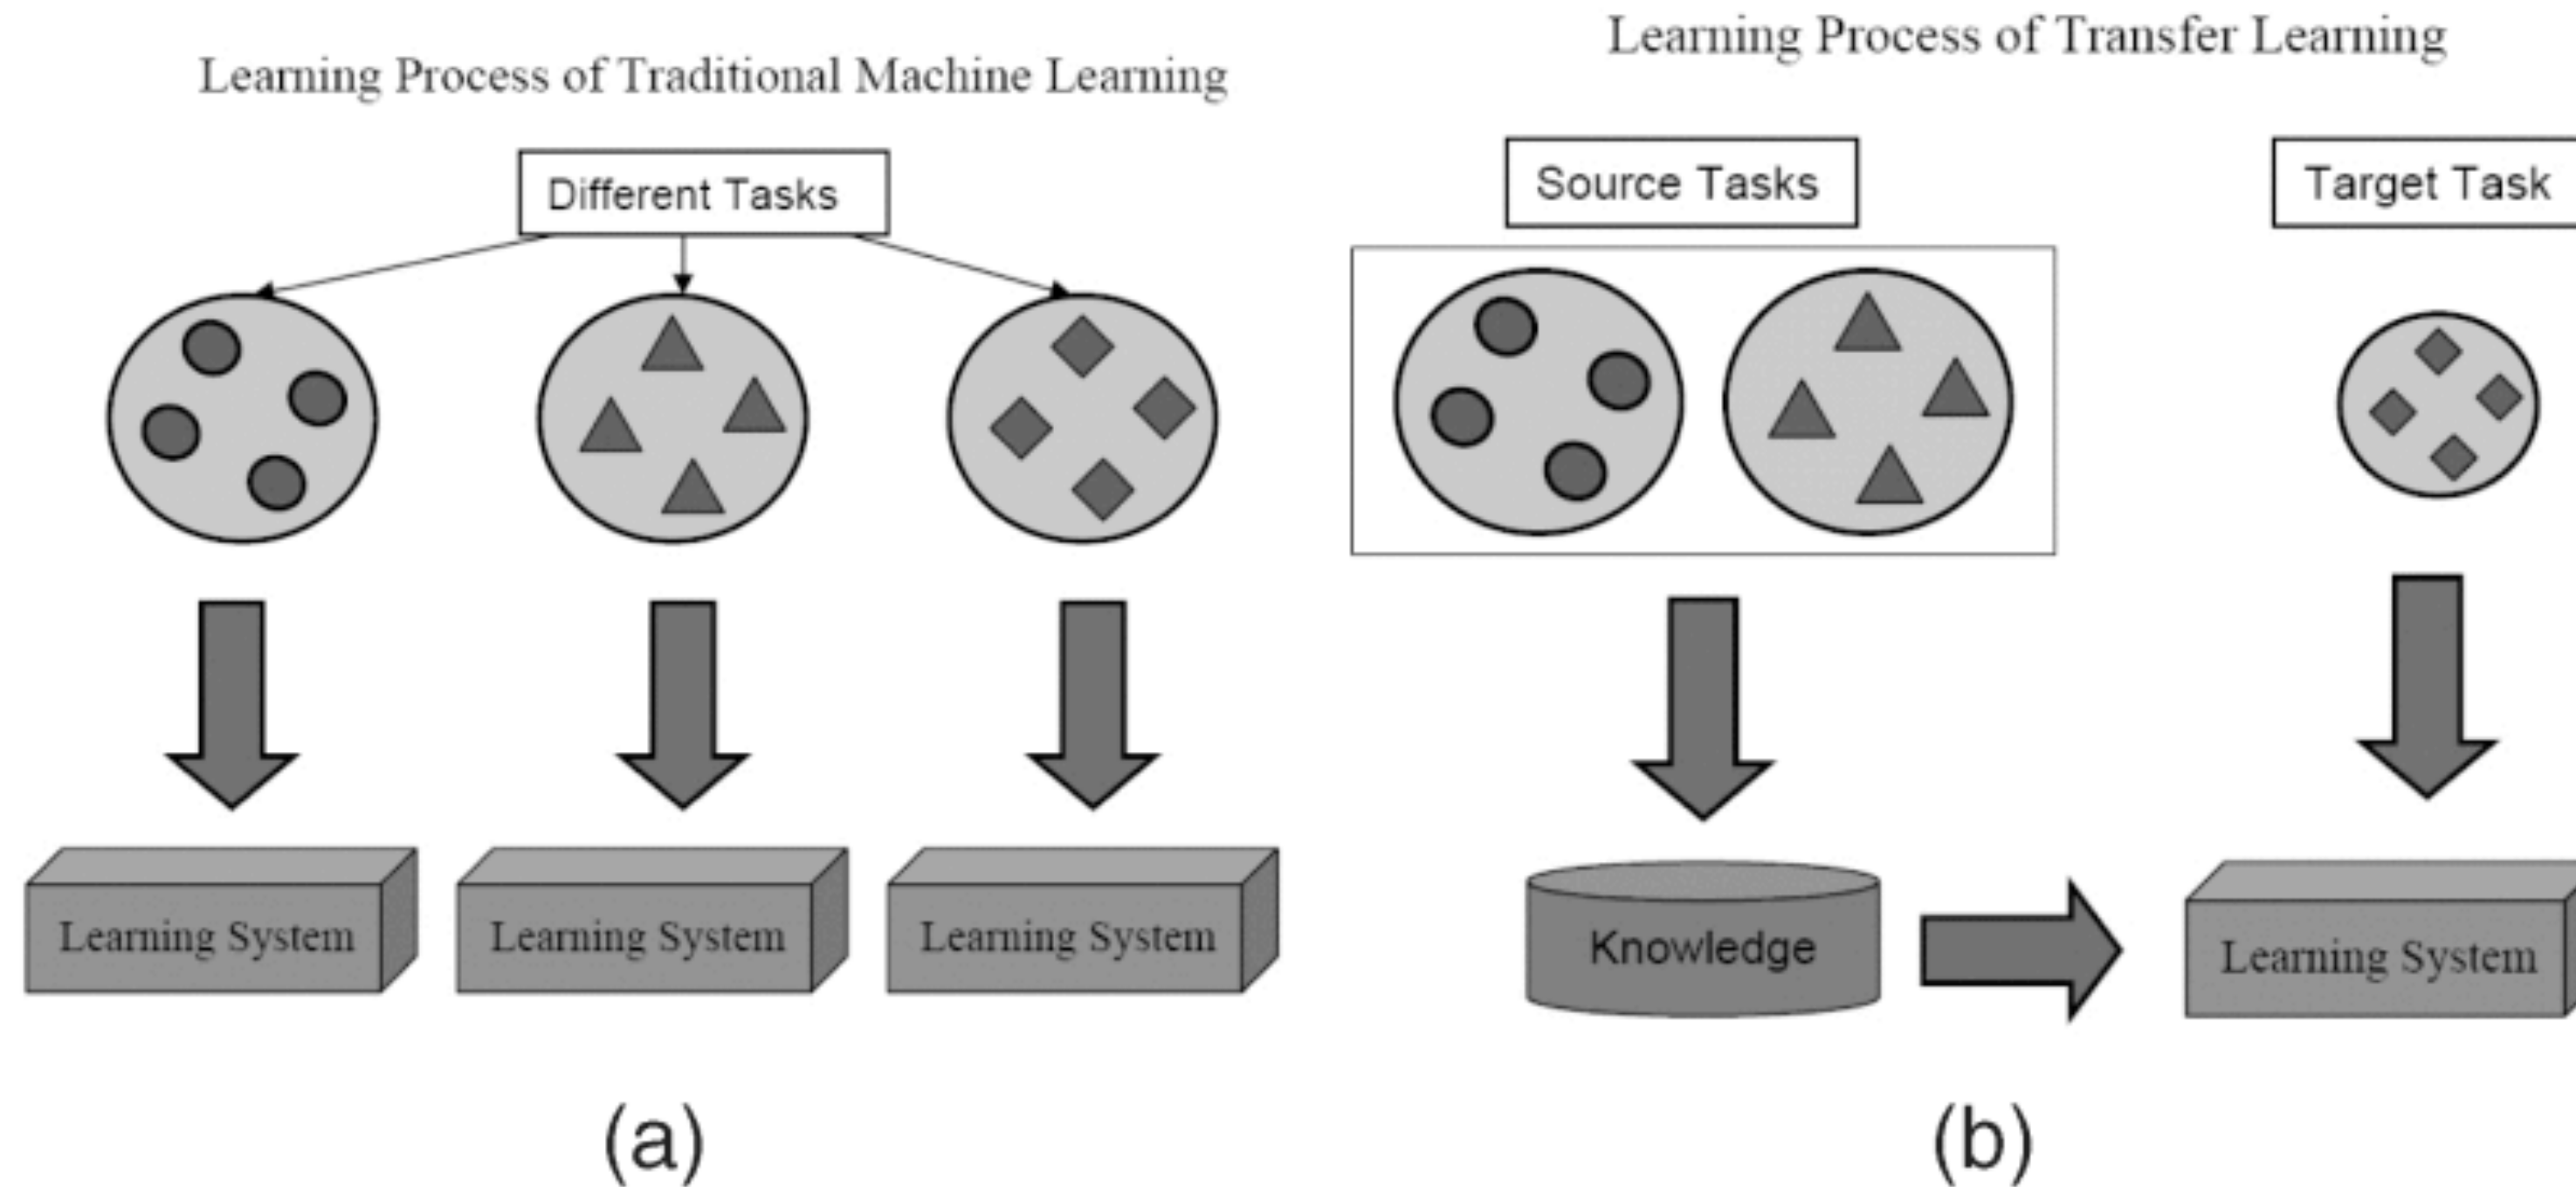 Learning Process of Traditional Machine Learning
Different Tasks
Learning System
Learning System
Learning System
(a)
Learning Process of Transfer Learning
Source Tasks
Target Task
Knowledge
Learning System
(b)